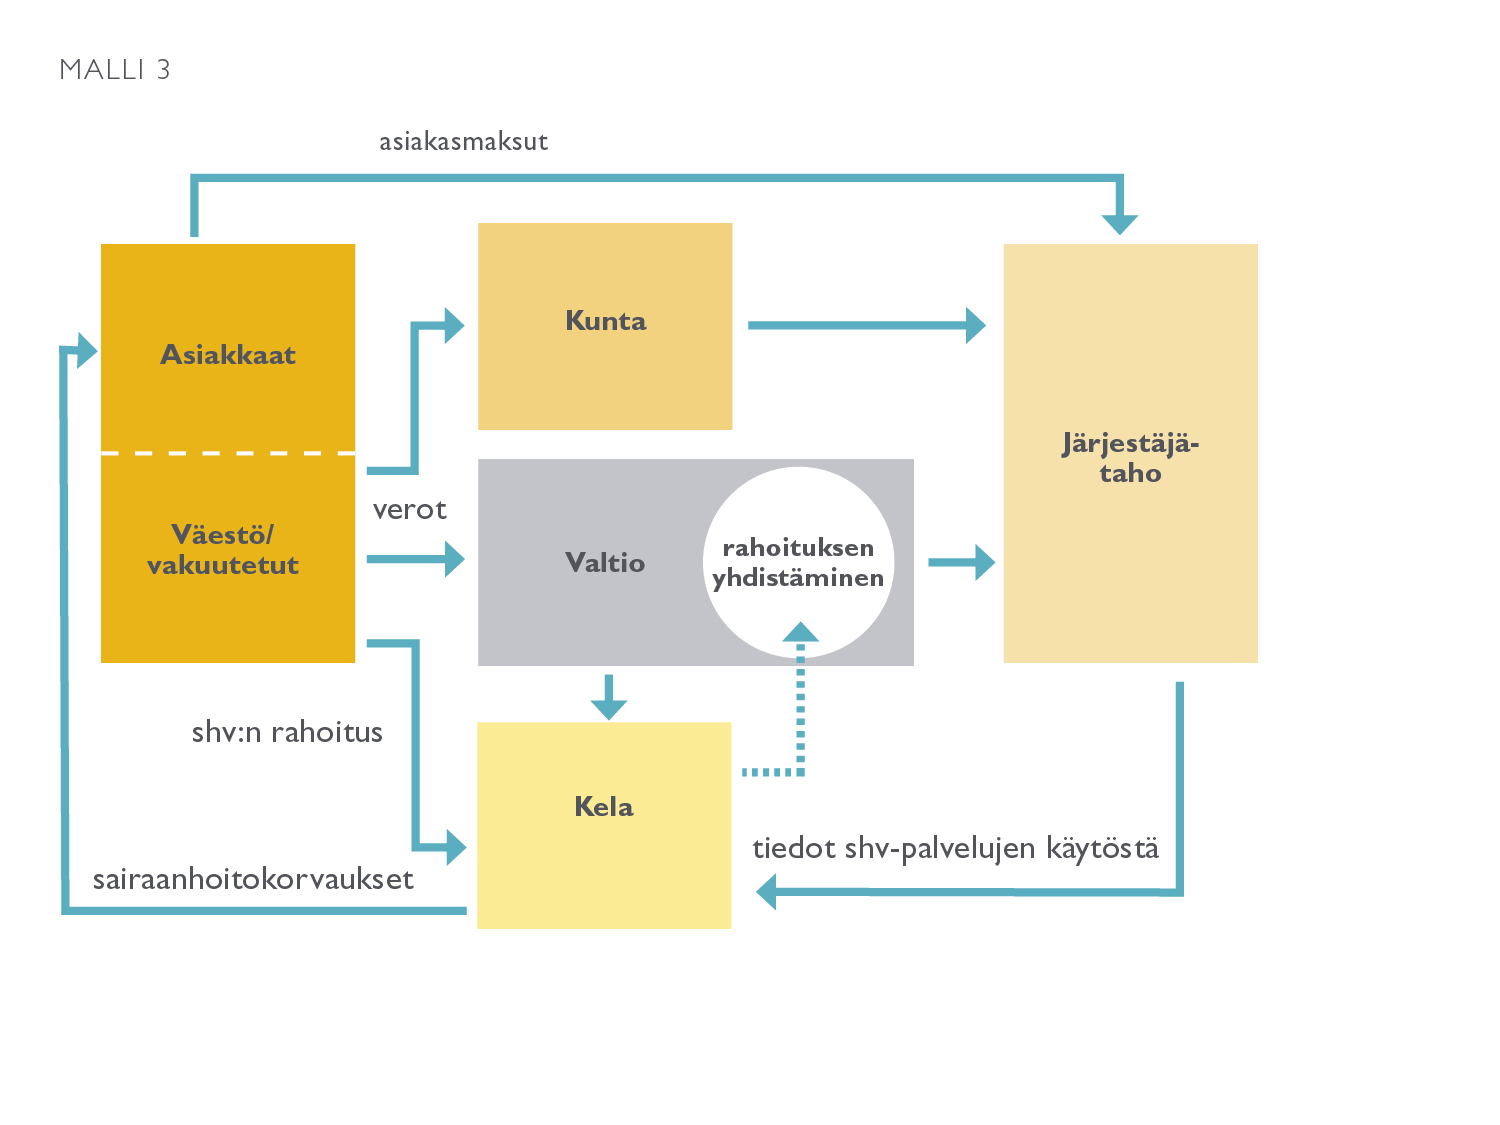 MALLI 3
asiakasmaksut
Asiakkaat
Kunta
Järjestäjä-
taho
verot
Väestö/
vakuutetut
Valtio
rahoituksen
yhdistäminen
shv:n rahoitus
Kela
tiedot shv-palvelujen käytöstä
sairaanhoitokorvaukset